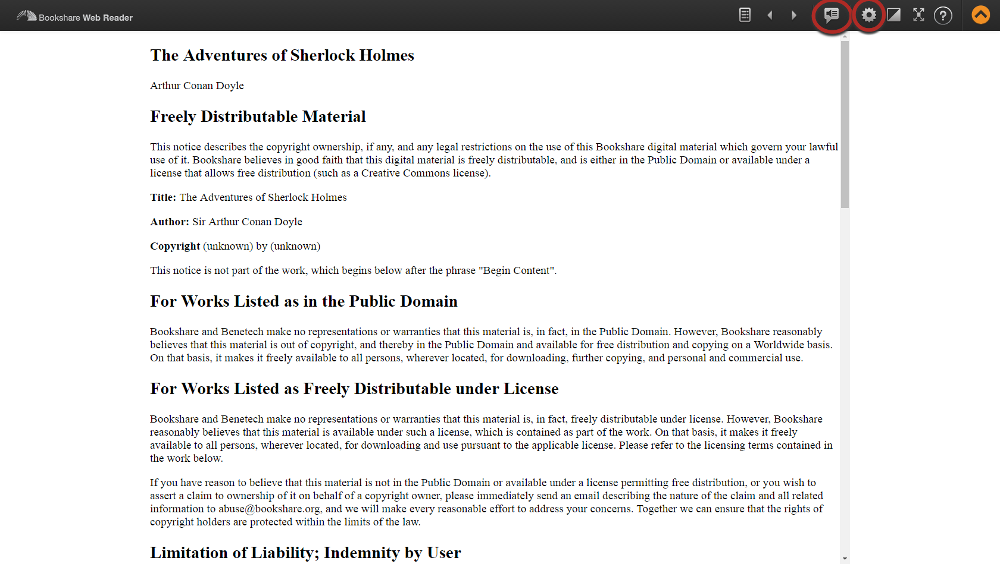 Bookshare Web Reader
?
The Adventures of Sherlock Holmes
Arthur Conan Doyle
Freely Distributable Material
This notice describes the copyright ownership, if any, and any legal restrictions on the use of this Bookshare digital material which govern your lawful
use of it. Bookshare believes in good faith that this digital material is freely distributable, and is either in the Public Domain or available under a
license that allows free distribution (such as a Creative Commons license).
Title: The Adventures of Sherlock Holmes
Author: Sir Arthur Conan Doyle
Copyright (unknown) by (unknown)
This notice is not part of the work, which begins below after the phrase "Begin Content".
For Works Listed as in the Public Domain
Bookshare and Benetech make no representations or warranties that this material is, in fact, in the Public Domain. However, Bookshare reasonably
believes that this material is out of copyright, and thereby in the Public Domain and available for free distribution and copying on a Worldwide basis.
On that basis, it makes it freely available to all persons, wherever located, for downloading, further copying, and personal and commercial use.
For Works Listed as Freely Distributable under License
Bookshare and Benetech make no representations or warranties that this material is, in fact, freely distributable under license. However, Bookshare
reasonably believes that this material is available under such a license, which is contained as part of the work. On that basis, it makes it freely
available to all persons, wherever located, for downloading and use pursuant to the applicable license. Please refer to the licensing terms contained in
the work below.
If you have reason to believe that this material is not in the Public Domain or available under a license permitting free distribution, or you wish to
assert a claim to ownership of it on behalf of a copyright owner, please immediately send an email describing the nature of the claim and all related
information to abuse@bookshare.org, and we will make every reasonable effort to address your concerns. Together we can ensure that the rights of
copyright holders are protected within the limits of the law.
Limitation of Liability; Indemnity by User